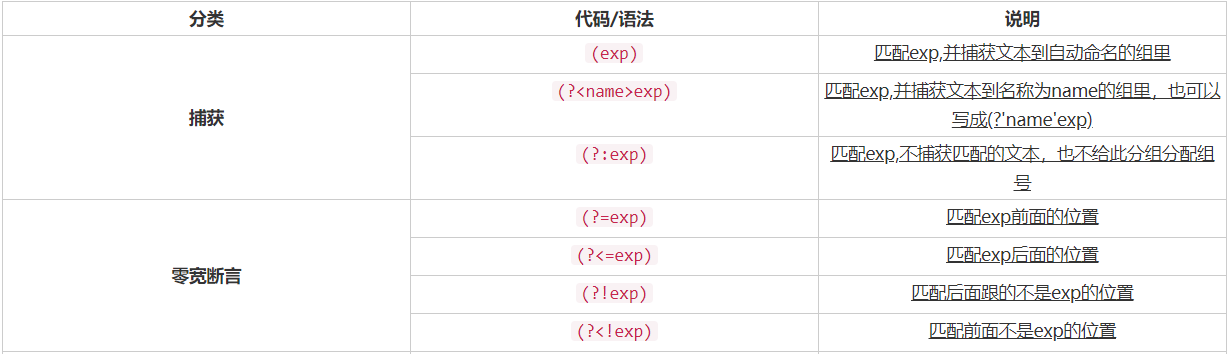 分类 代码/语法 说明
(exp) 匹配exp,并捕获文本到自动命名的组里
捕获
(?<name>exp) 匹配exp,并捕获文本到名称为name的组里，也可以
写成(?'name'exp)
(?:exp) 匹配exp,不捕获匹配的文本，也不给此分组分配组
号
零宽断言
(?=exp) 匹配exp前面的位置
(?<=exp) 匹配exp后面的位置
(?!exp) 匹配后面跟的不是exp的位置
(?<!exp) 匹配前面不是exp的位置